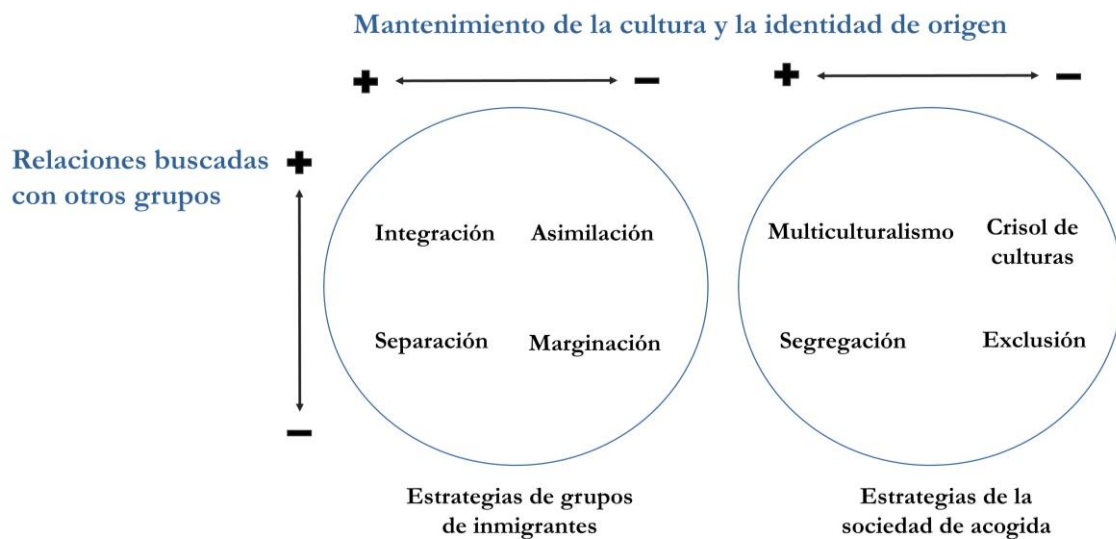 Mantenimiento de la cultura y la identidad de origen
+ −
+ −
Relaciones buscadas
con otros grupos
+
−
Integración
Asimilación
Separación
Marginación
Multiculturalismo
Crisol de
culturas
Segregación
Exclusión
Estrategias de grupos
de inmigrantes
Estrategias de la
sociedad de acogida